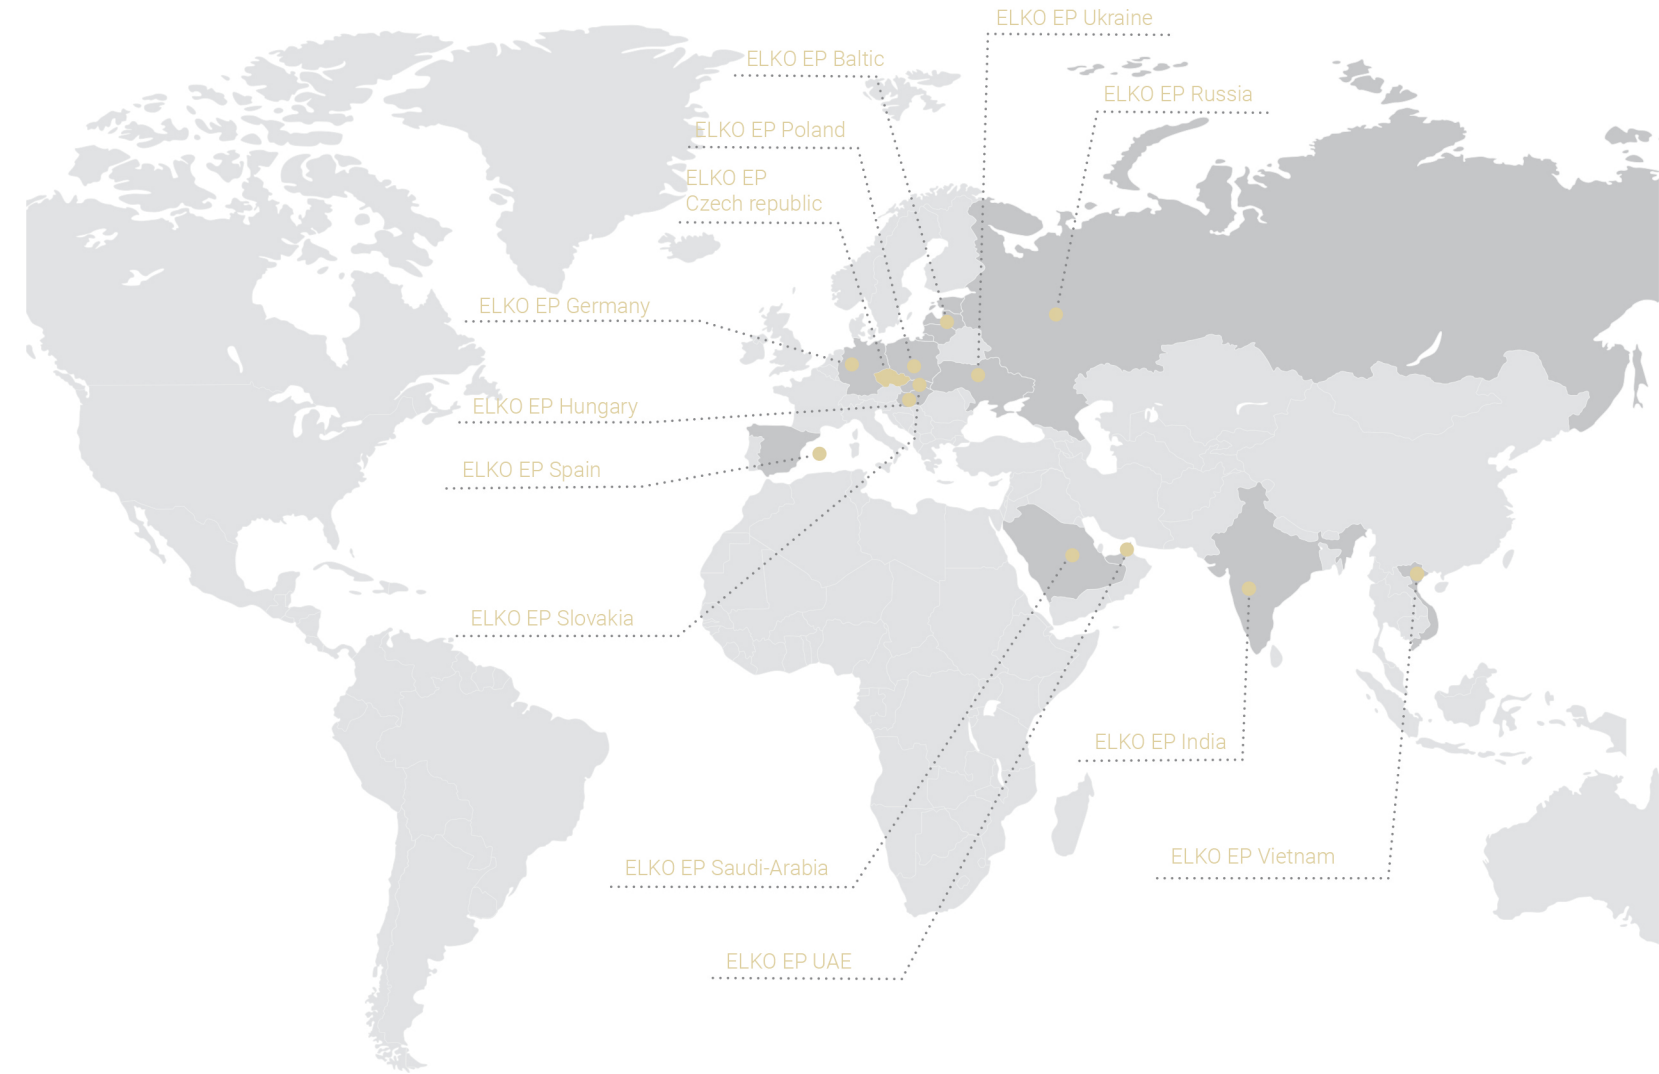 ELKO EP Ukraine
ELKO EP Baltic
ELKO EP Russia
ELKO EP Poland
ELKO EP
Czech republic
ELKO EP Germany
ELKO EP Hungary
ELKO EP Spain
ELKO EP Slovakia
ELKO EP India
ELKO EP Vietnam
ELKO EP Saudi-Arabia
ELKO EP UAE